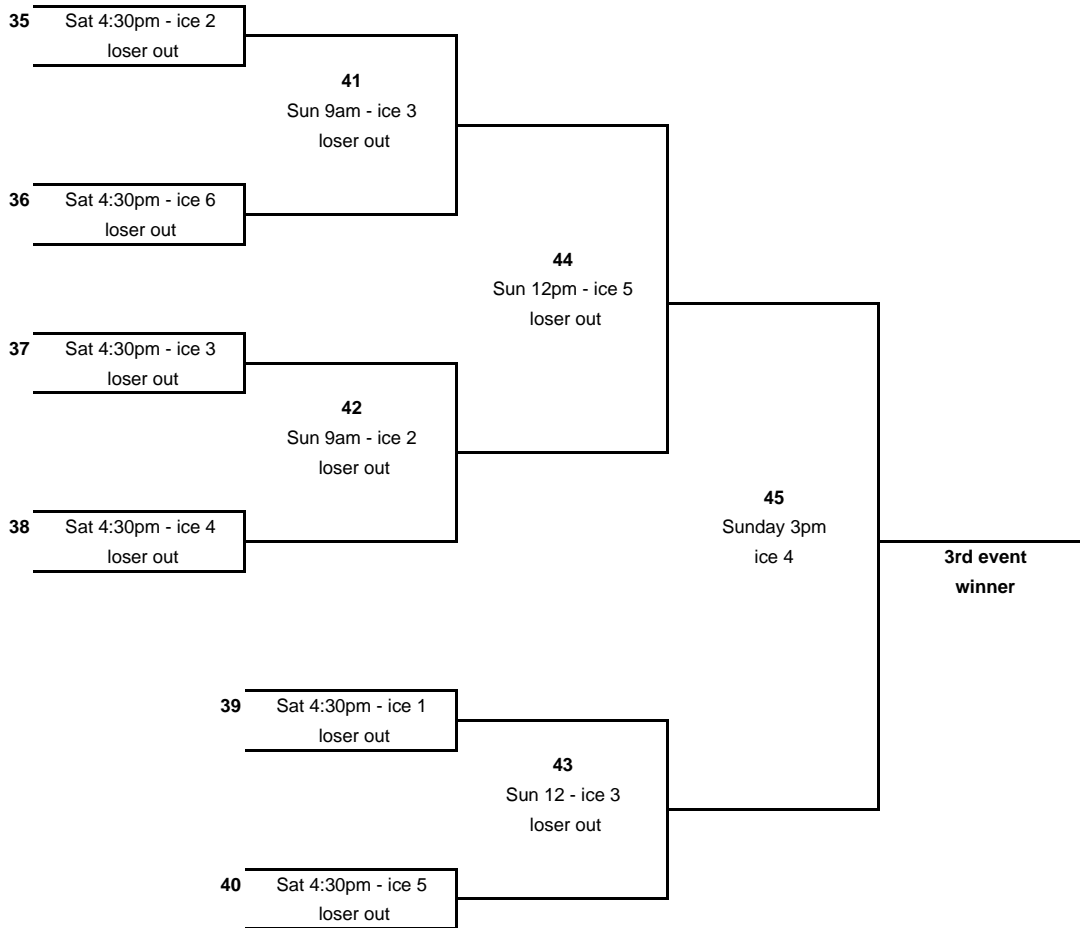 35 Sat 4:30pm - ice 2
loser out
41
Sun 9am - ice 3
loser out
36 Sat 4:30pm - ice 6
loser out
44
Sun 12pm - ice 5
loser out
37 Sat 4:30pm - ice 3
loser out
42
Sun 9am - ice 2
loser out
38 Sat 4:30pm - ice 4
loser out
45
Sunday 3pm
ice 4
3rd event
winner
39 Sat 4:30pm - ice 1
loser out
43
Sun 12 - ice 3
loser out
40 Sat 4:30pm - ice 5
loser out